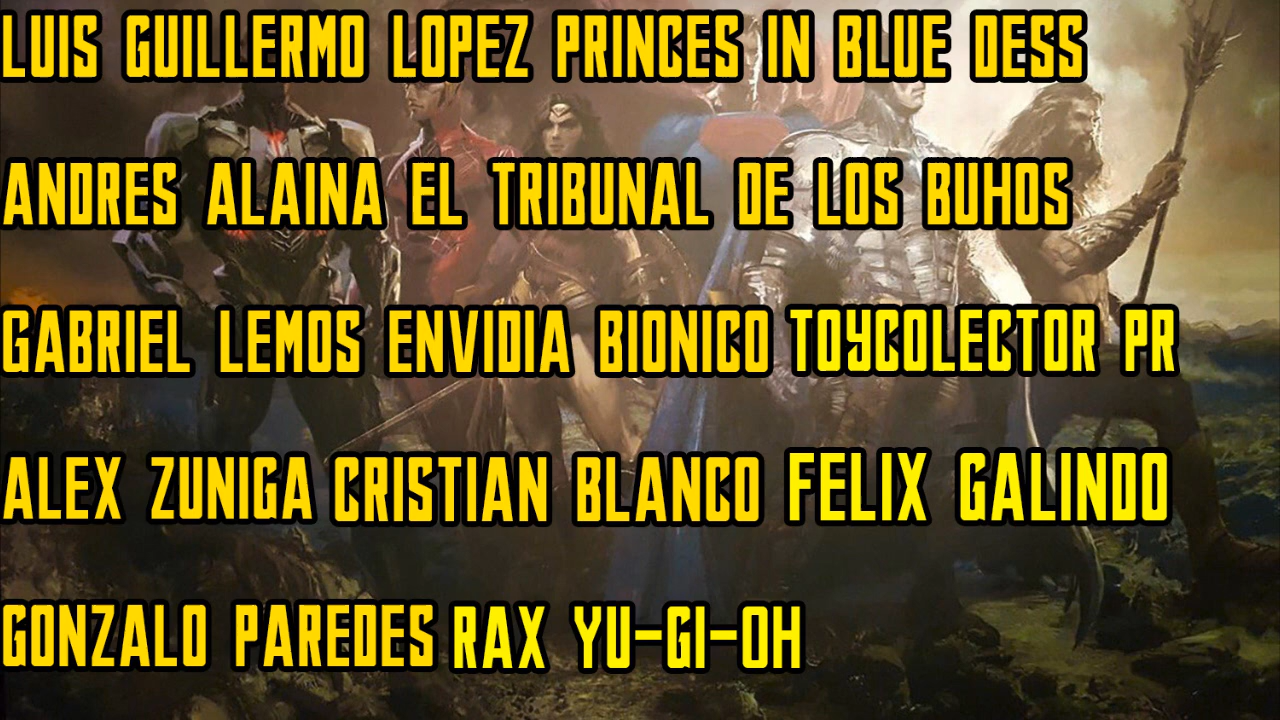 LUIS GUILLERMO LOPEZ PRINCES IN BLUE DESS
ANDRES ALAINA EL TRIBUNAL DE LOS BUHOS
GABRIEL LEMOS ENVIDIA BIONICO TOYCOLECTOR PR
ALEX ZUNIGA CRISTIAN BLANCO FELIX GALINDO
GONZALO PAREDES RAX YU-GI-OH